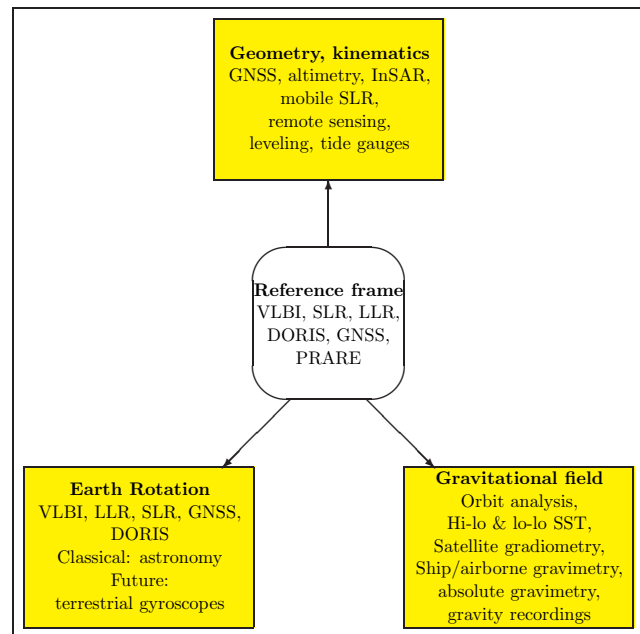 Geometry, kinematics
GNSS, altimetry, InSAR,
mobile SLR,
remote sensing,
leveling, tide gauges
Reference frame
VLBI, SLR, LLR,
DORIS, GNSS,
PRARE
Earth Rotation
VLBI, LLR, SLR, GNSS,
DORIS
Classical: astronomy
Future:
terrestrial gyroscopes
Gravitational field
Orbit analysis,
Hi-lo & lo-lo SST,
Satellite gradiometry,
Ship/airborne gravimetry,
absolute gravimetry,
gravity recordings